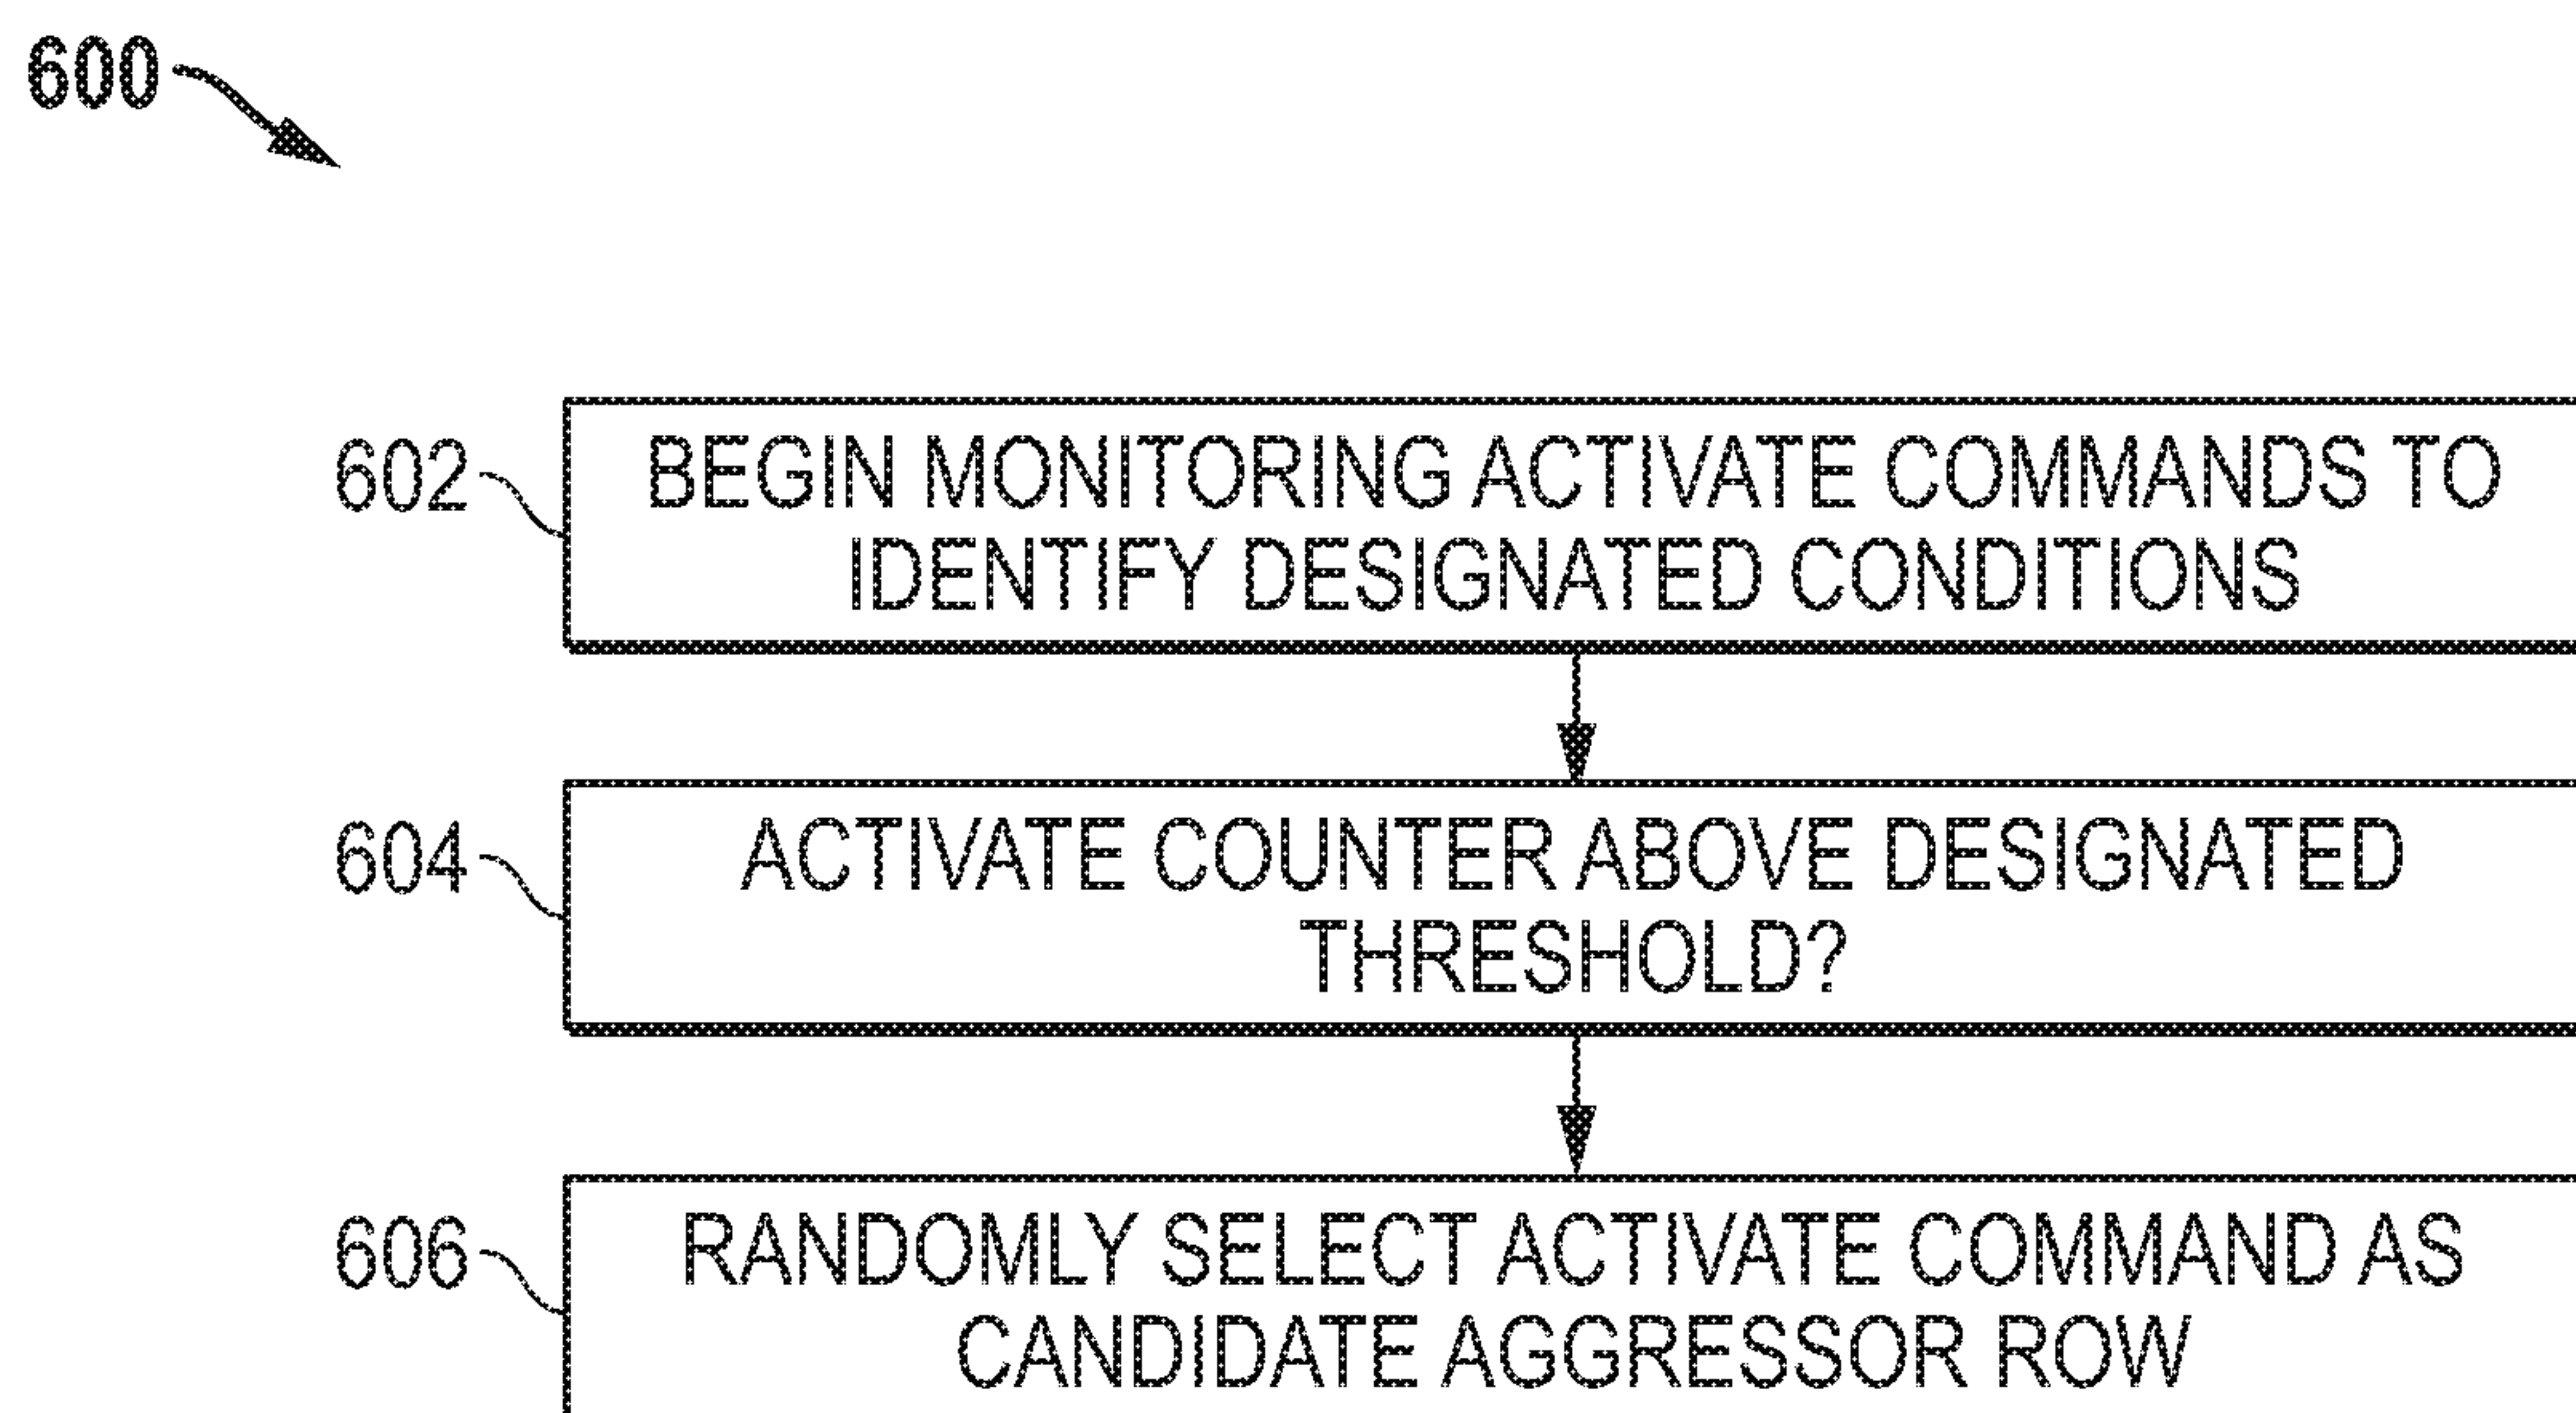 600
602
BEGIN MONITORING ACTIVATE COMMANDS TO
IDENTIFY DESIGNATED CONDITIONS
604
ACTIVATE COUNTER ABOVE DESIGNATED
THRESHOLD?
606
RANDOMLY SELECT ACTIVATE COMMAND AS
CANDIDATE AGGRESSOR ROW